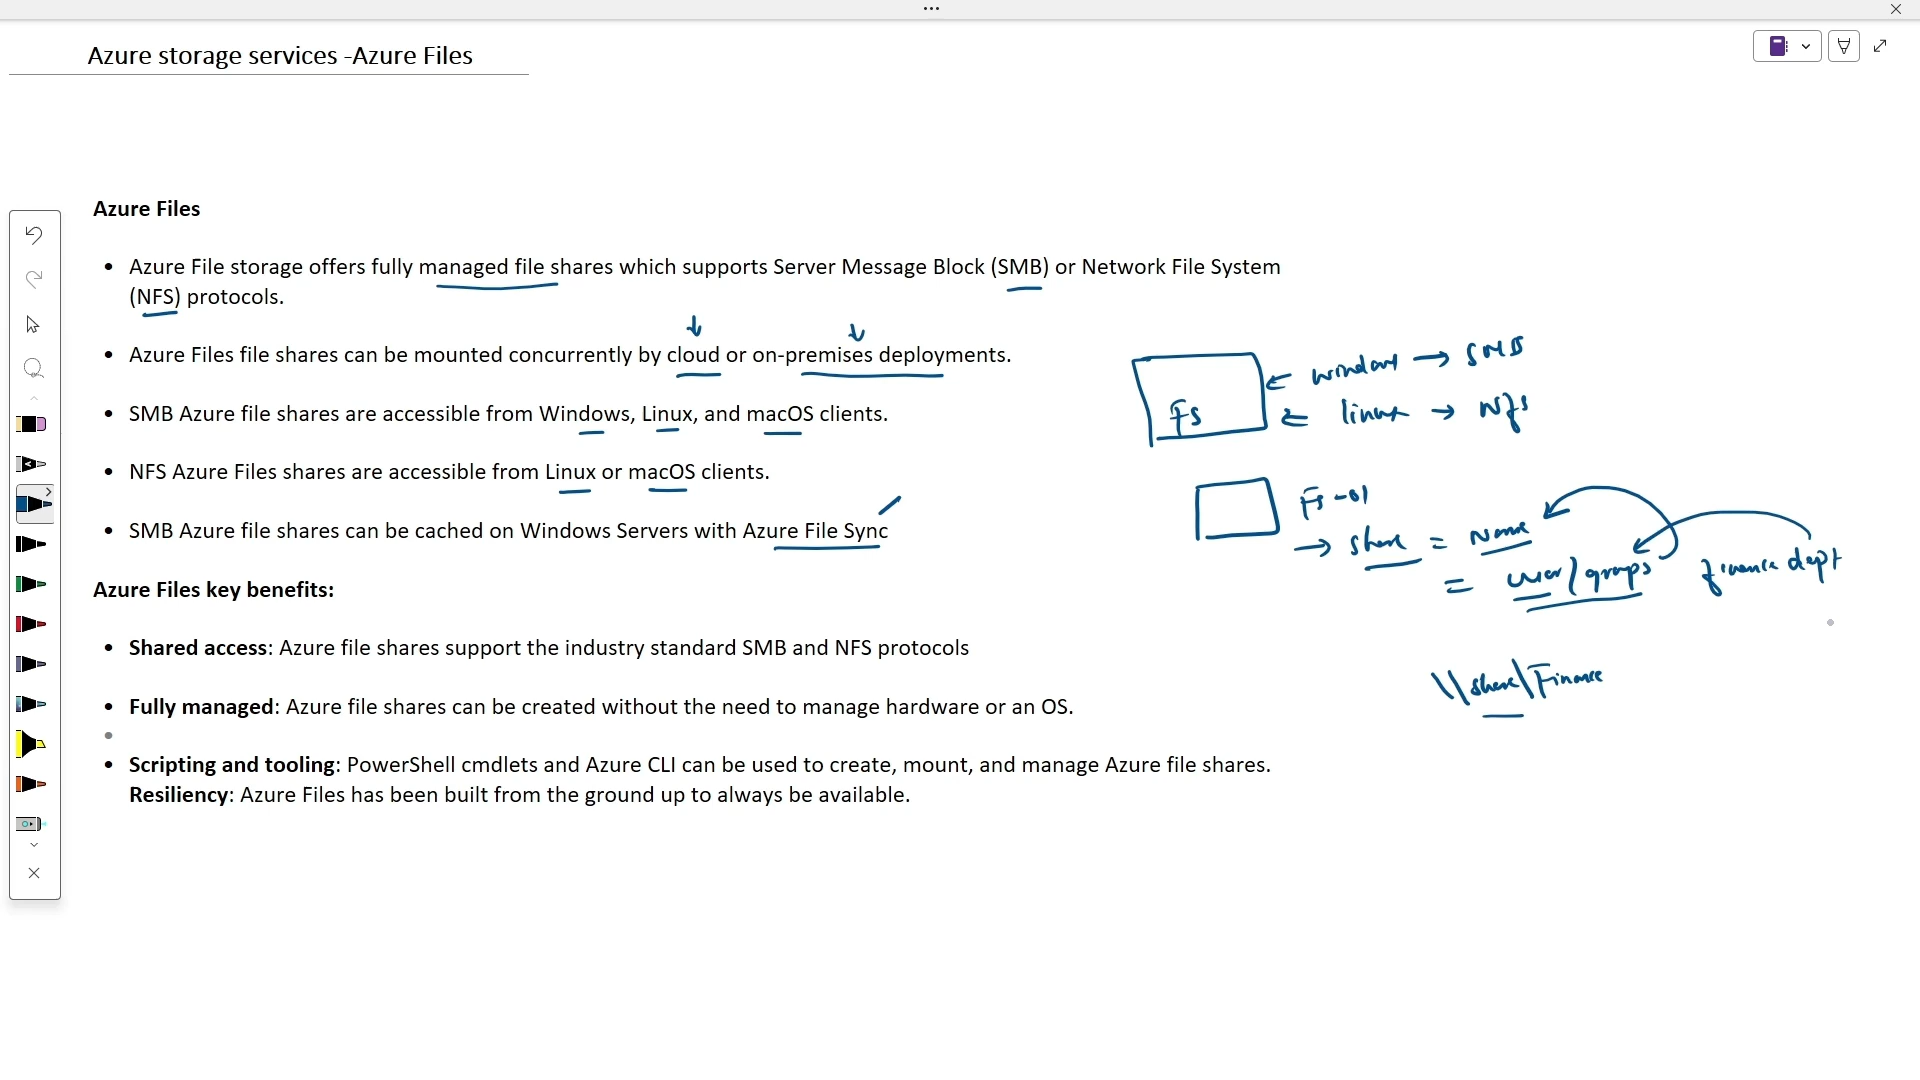 Azure storage services -Azure Files
Azure Files
• Azure File storage offers fully managed file shares which supports Server Message Block (SMB) or Network File System
(NFS) protocols.
• Azure Files file shares can be mounted concurrently by cloud or on-premises deployments.
• SMB Azure file shares are accessible from Windows, Linux, and macOS clients.
• NFS Azure Files shares are accessible from Linux or macOS clients.
• SMB Azure file shares can be cached on Windows Servers with Azure File Sync
Azure Files key benefits:
• Shared access: Azure file shares support the industry standard SMB and NFS protocols
• Fully managed: Azure file shares can be created without the need to manage hardware or an OS.
• Scripting and tooling: PowerShell cmdlets and Azure CLI can be used to create, mount, and manage Azure file shares.
Resiliency: Azure Files has been built from the ground up to always be available.
FS
← windows → SMB
← linux → Nfs
FS-01
→ share = Name
= user/groups
finance dept
\\share\Finance